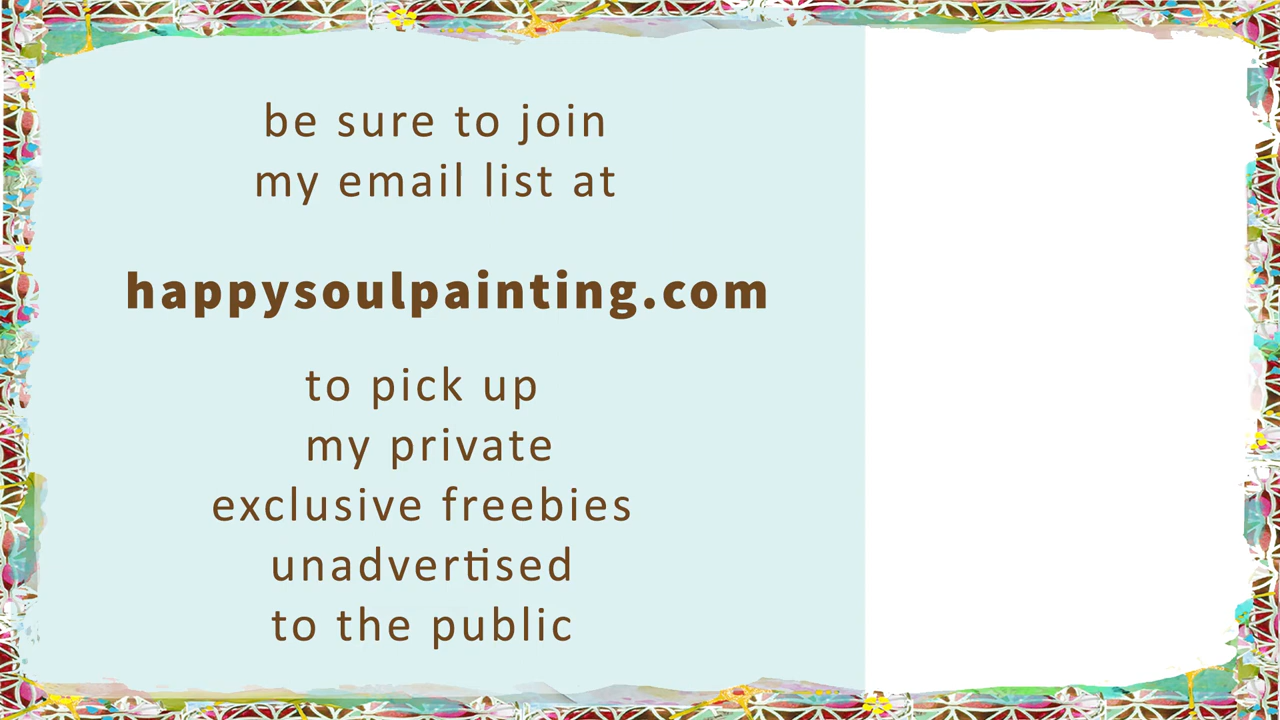 be sure to join
my email list at
happysoulpainting.com
to pick up
my private
exclusive freebies
unadvertised
to the public